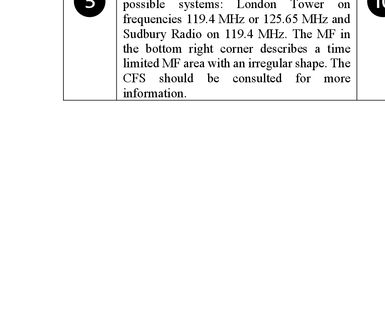 5
possible systems: London Tower on
frequencies 119.4 MHz or 125.65 MHz and
Sudbury Radio on 119.4 MHz. The MF in
the bottom right corner describes a time
limited MF area with an irregular shape. The
CFS should be consulted for more
information.